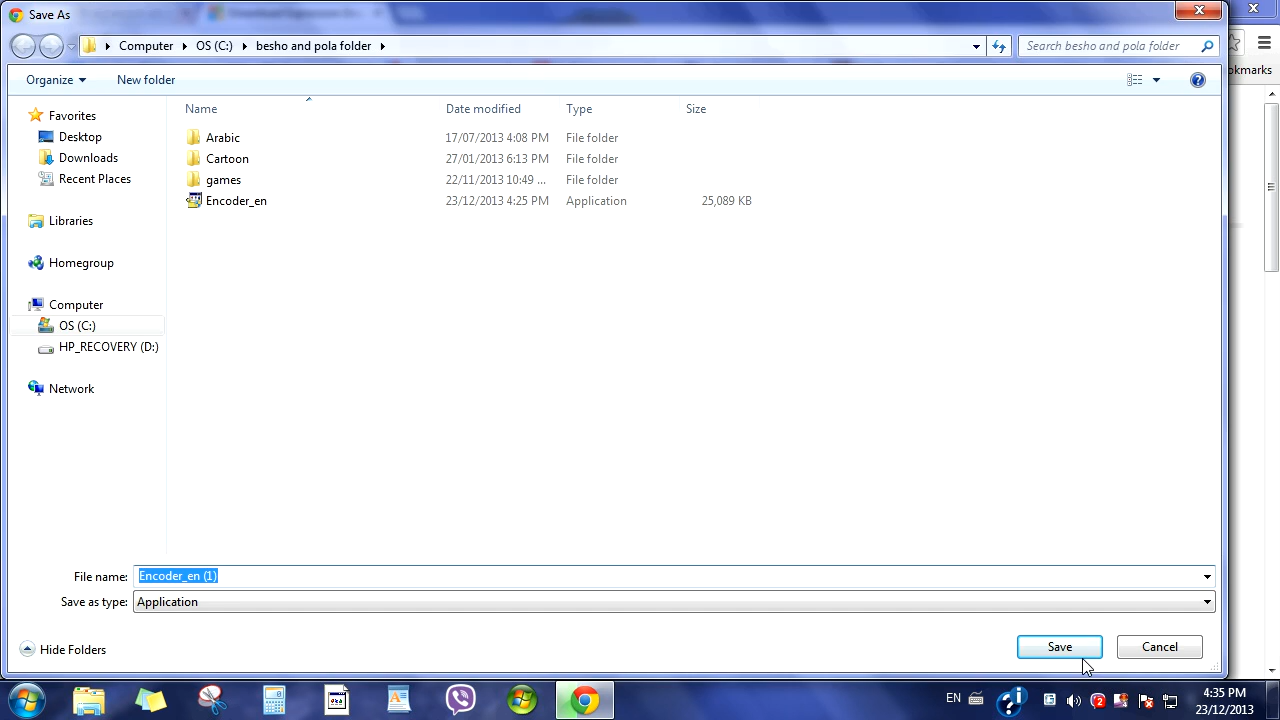 Save As
Computer
OS (C:)
besho and pola folder
Search besho and pola folder
Organize
New folder
okmarks
Name
Date modified
Type
Size
Favorites
Desktop
Downloads
Recent Places
Libraries
Homegroup
Computer
OS (C:)
HP_RECOVERY (D:)
Network
Arabic 17/07/2013 4:08 PM File folder
Cartoon 27/01/2013 6:13 PM File folder
games 22/11/2013 10:49 ... File folder
Encoder_en 23/12/2013 4:25 PM Application 25,089 KB
File name: Encoder_en (1)
Save as type: Application
Hide Folders
Save
Cancel
EN
4:35 PM
23/12/2013